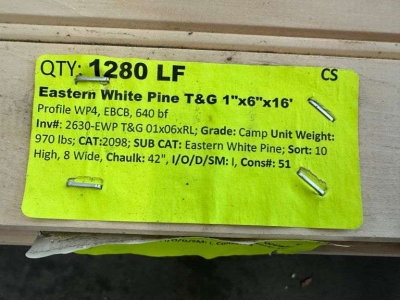 QTY: 1280 LF CS
Eastern White Pine T&G 1"x6"x16'
Profile WP4, EBCB, 640 bf
Inv#: 2630-EWP T&G 01x06xRL; Grade: Camp Unit Weight:
970 lbs; CAT:2098; SUB CAT: Eastern White Pine; Sort: 10
High, 8 Wide, Chaulk: 42", I/O/D/SM: I, Cons#: 51